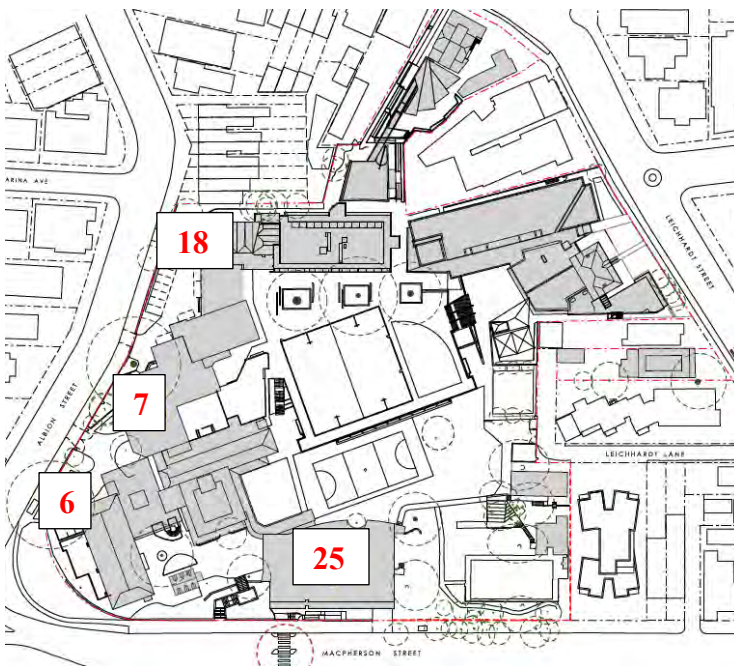 ARINA AVE
18
LEICHHARDT STREET
7
ALBION STREET
LEICHHARDT LANE
6
25
MACPHERSON STREET